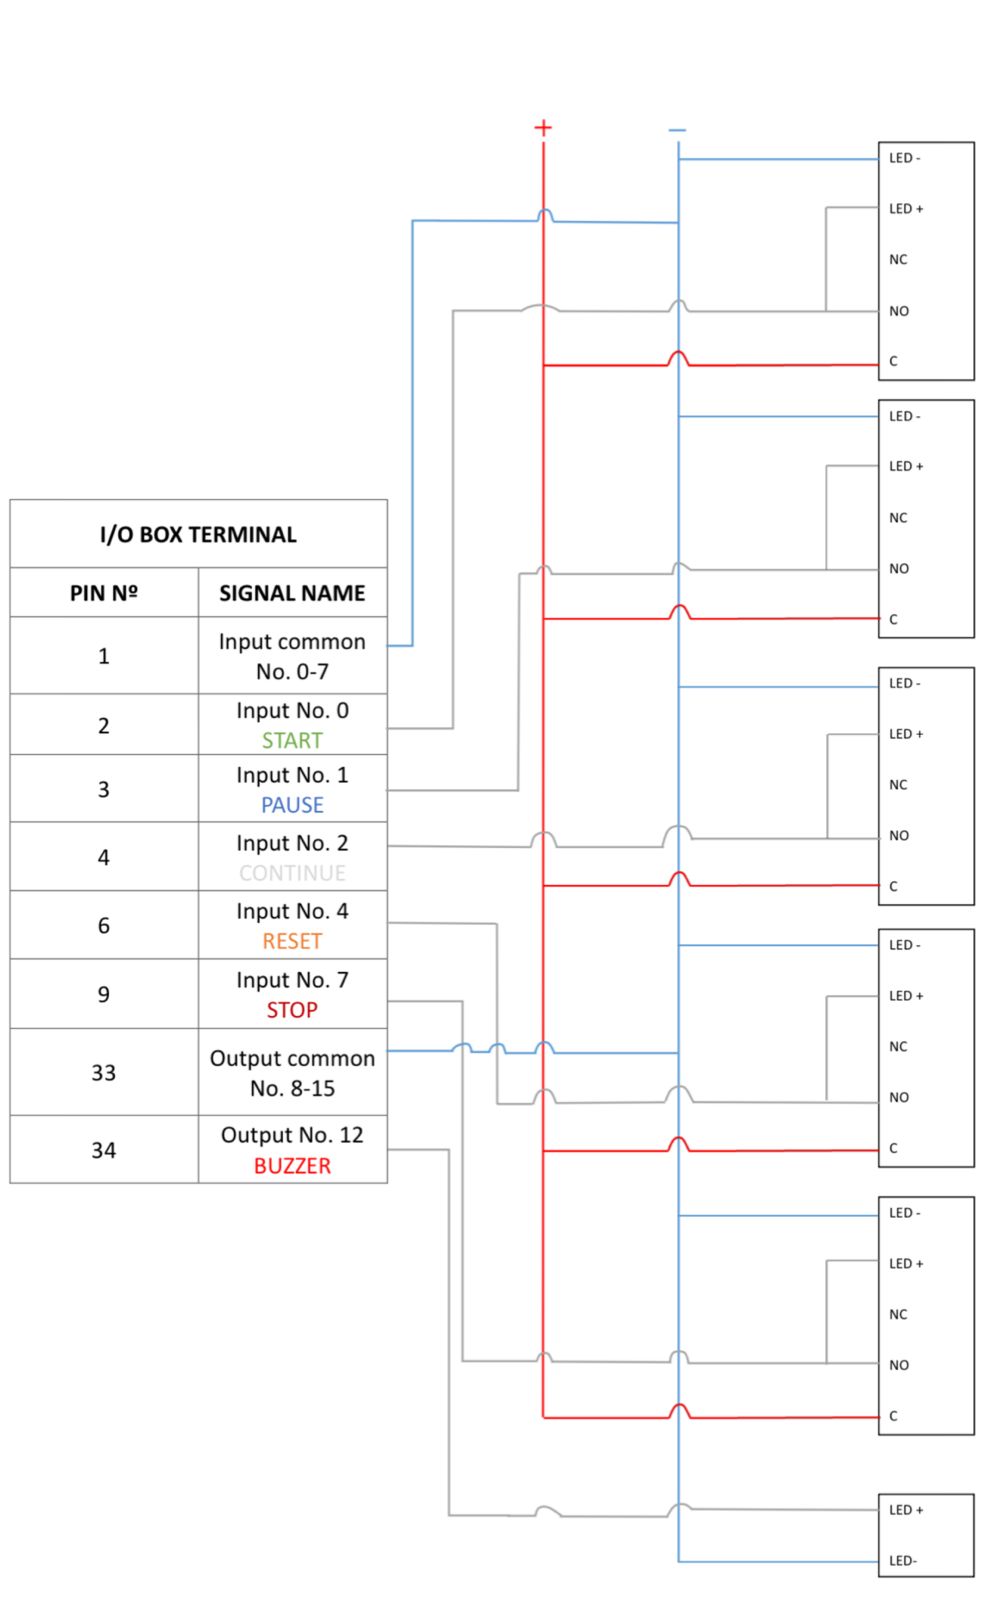 + –
I/O BOX TERMINAL
PIN Nº SIGNAL NAME
1 Input common
No. 0-7
2 Input No. 0
START
3 Input No. 1
PAUSE
4 Input No. 2
CONTINUE
6 Input No. 4
RESET
9 Input No. 7
STOP
33 Output common
No. 8-15
34 Output No. 12
BUZZER
LED -
LED +
NC
NO
C
LED -
LED +
NC
NO
C
LED -
LED +
NC
NO
C
LED -
LED +
NC
NO
C
LED -
LED +
NC
NO
C
LED +
LED-